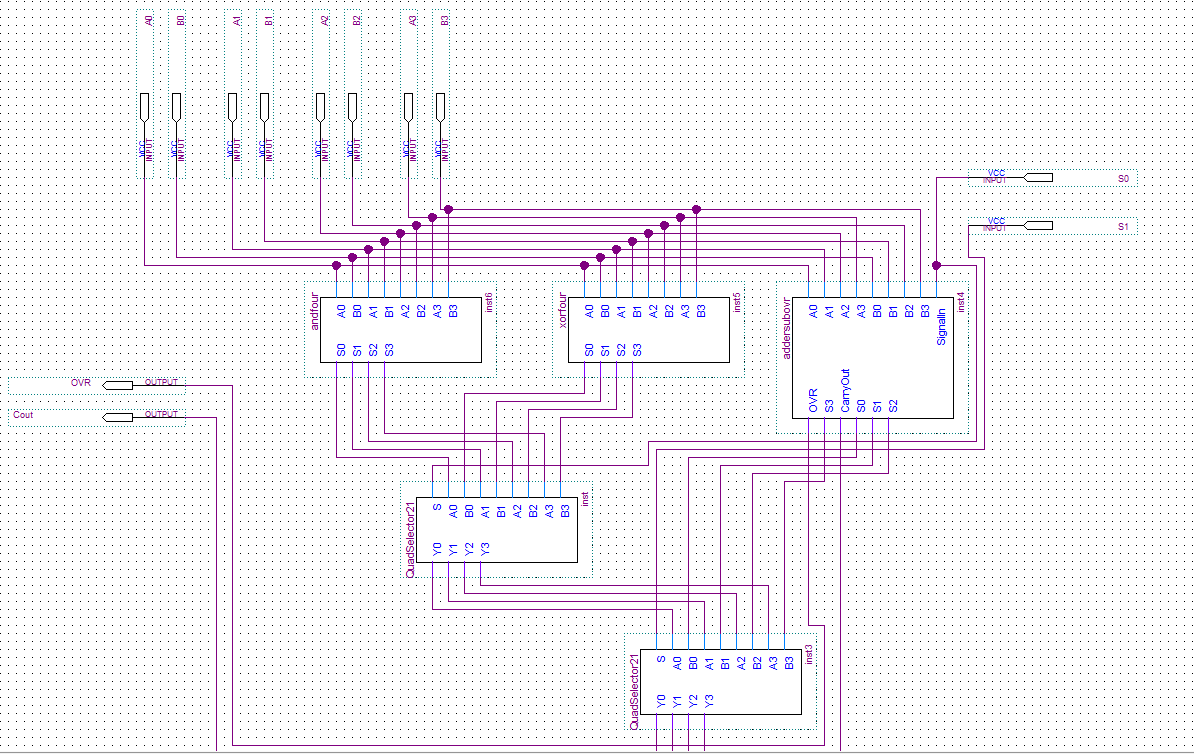 A0 B0 A1 B1 A2 B2 A3 B3
VCC VCC VCC VCC VCC VCC VCC VCC
INPUT INPUT INPUT INPUT INPUT INPUT INPUT INPUT
VCC
INPUT
S0
VCC
INPUT
S1
andfour
inst6
A0 B0 A1 B1 A2 B2 A3 B3
S0 S1 S2 S3
xorfour
inst5
A0 B0 A1 B1 A2 B2 A3 B3
S0 S1 S2 S3
addersubovr
inst4
A0 A1 A2 A3 B0 B1 B2 B3 SignalIn
OVR S3 CarryOut S0 S1 S2
OVR
OUTPUT
Cout
OUTPUT
QuadSelector21
inst
S A0 B0 A1 B1 A2 B2 A3 B3
Y0 Y1 Y2 Y3
QuadSelector21
inst3
S A0 B0 A1 B1 A2 B2 A3 B3
Y0 Y1 Y2 Y3